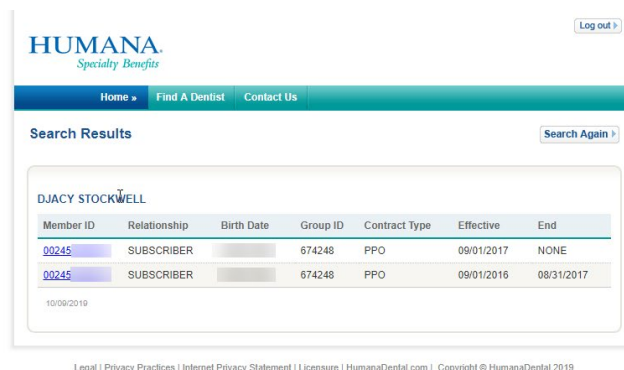 Log out
HUMANA.
Specialty Benefits
Home » Find A Dentist Contact Us
Search Results
Search Again
DJACY STOCKWELL
Member ID Relationship Birth Date Group ID Contract Type Effective End
00245 SUBSCRIBER 674248 PPO 09/01/2017 NONE
00245 SUBSCRIBER 674248 PPO 09/01/2016 08/31/2017
10/09/2019
Legal | Privacy Practices | Internet Privacy Statement | Licensure | HumanaDental.com | Copyright © HumanaDental 2019